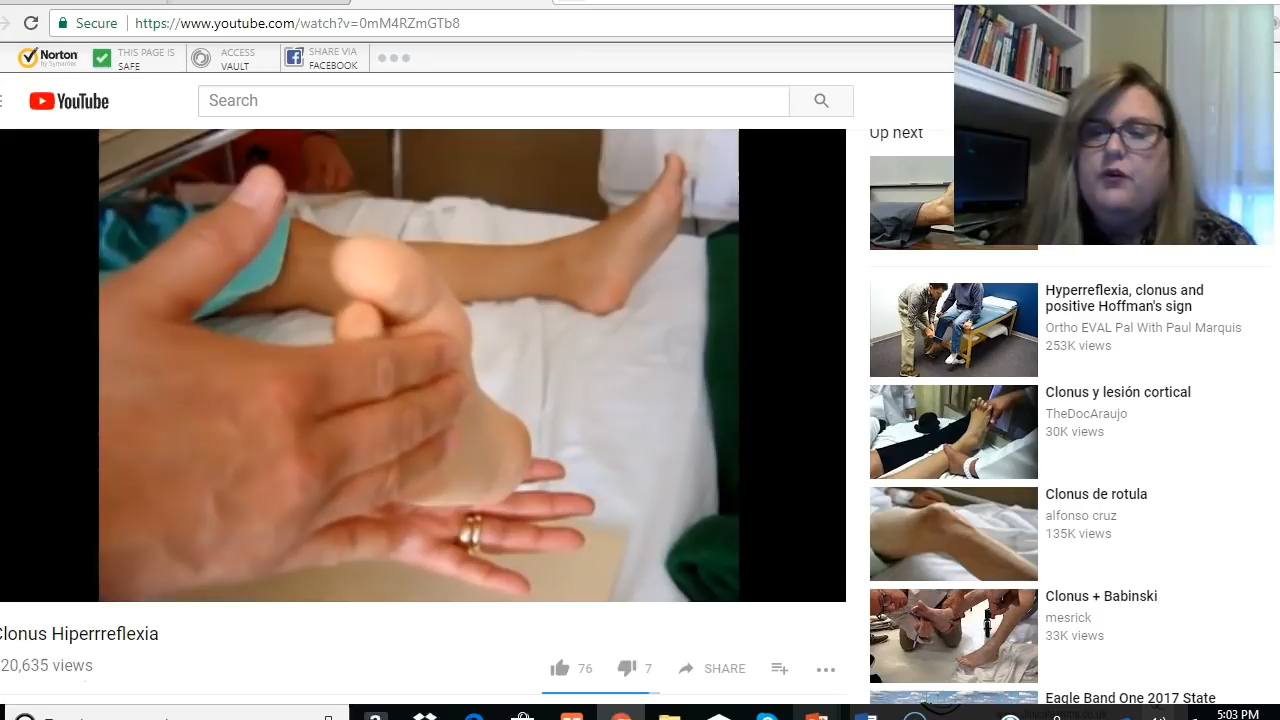 Secure
https://www.youtube.com/watch?v=0mM4RZmGTb8
Norton
by Symantec
THIS PAGE IS
SAFE
ACCESS
VAULT
SHARE VIA
FACEBOOK
YouTube
Search
Up next
Hyperreflexia, clonus and
positive Hoffman's sign
Ortho EVAL Pal With Paul Marquis
253K views
Clonus y lesión cortical
TheDocAraujo
30K views
Clonus de rotula
alfonso cruz
135K views
Clonus + Babinski
mesrick
33K views
Eagle Band One 2017 State
Clonus Hiperrreflexia
20,635 views
76
7
SHARE
5:03 PM